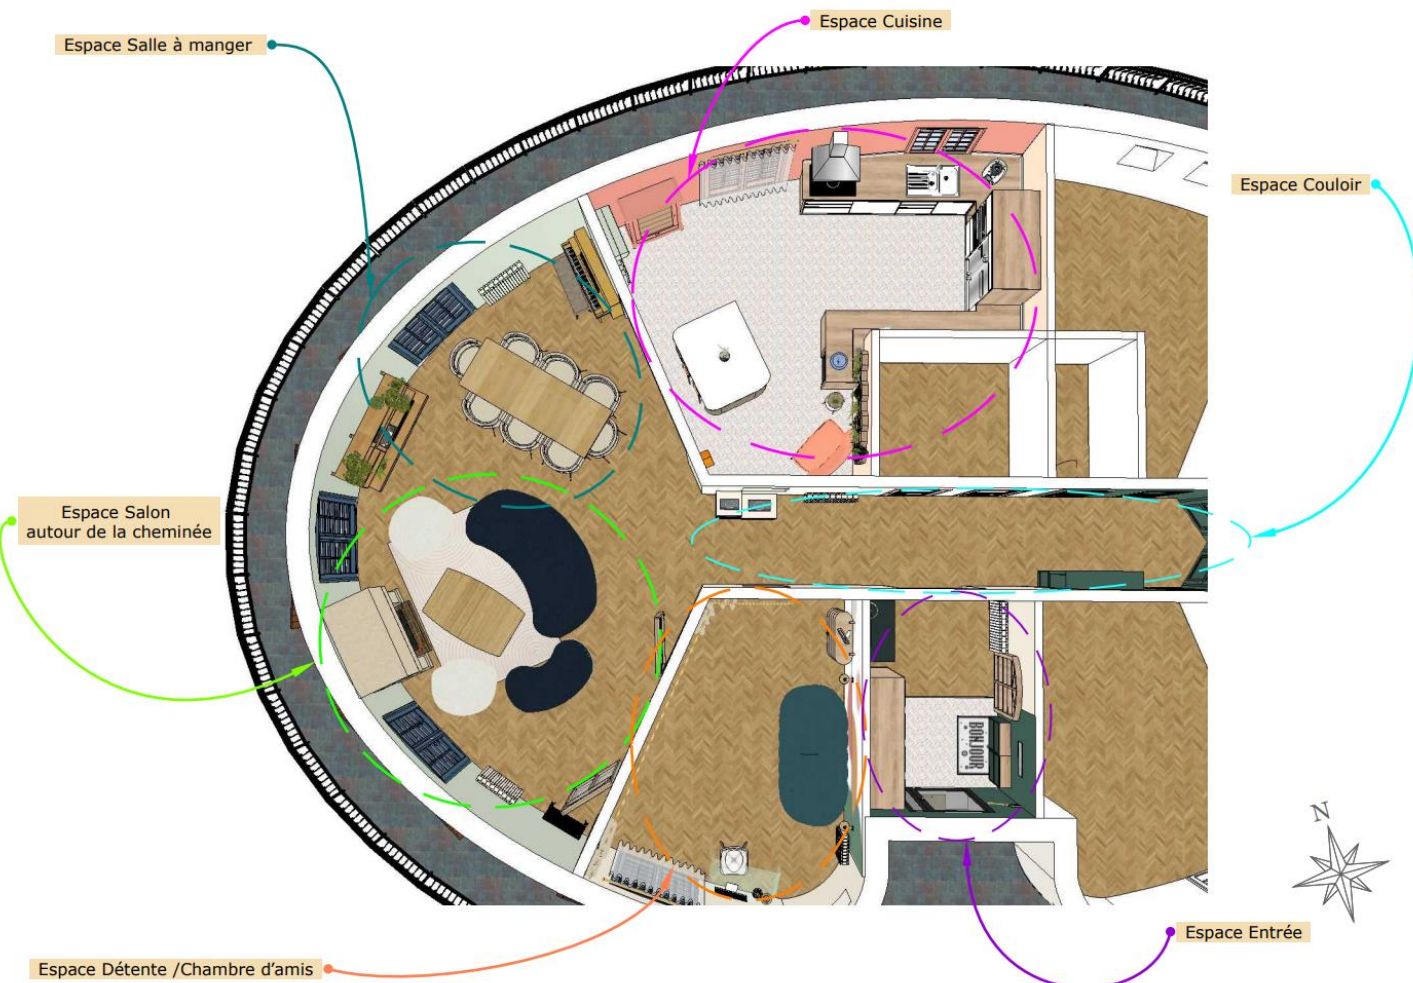 Espace Cuisine
Espace Salle à manger
Espace Couloir
Espace Salon
autour de la cheminée
BONJOUR
N
Espace Entrée
Espace Détente /Chambre d'amis